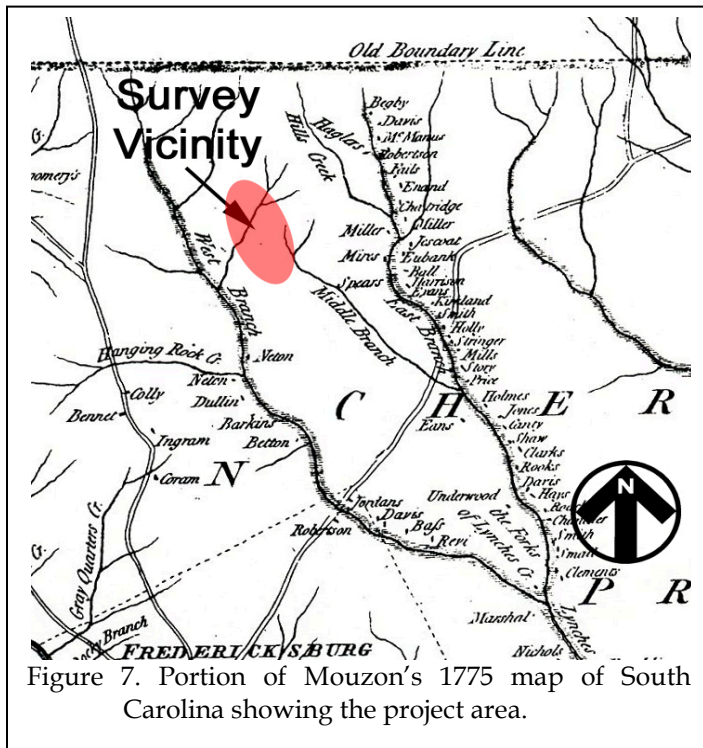 Old Boundary Line
Survey
Vicinity
G.
Begby
Davis
McManus
Haglas
Hills Creek
Robertson
Fails
Enand
Chatridge
Miller
Miller
Jescoat
Mires
Eubank
Ball
Spears
Harrison
Evans
Kirkland
Smith
Holly
Stringer
Mills
Story
Price
West Branch
Middle Branch
East Branch
Hanging Rock G.
Neton
Neton
Dullin
Colly
Bennet
Barkins
Betton
Ingram
Coram
C H E R
N
Holmes
Jones
Canty
Eans
Shaw
Clarks
Rooks
Daris
Hays
N
Underwood
the Forks
of Lynches G.
Jordans
Davis
Bass
Revi
Robertson
Smith
Small
Clements
P R
Gray Quarters G.
G.
Branch
Marshal
Lynches
Nichols
FREDERICKSBURG
Figure 7. Portion of Mouzon's 1775 map of South
Carolina showing the project area.